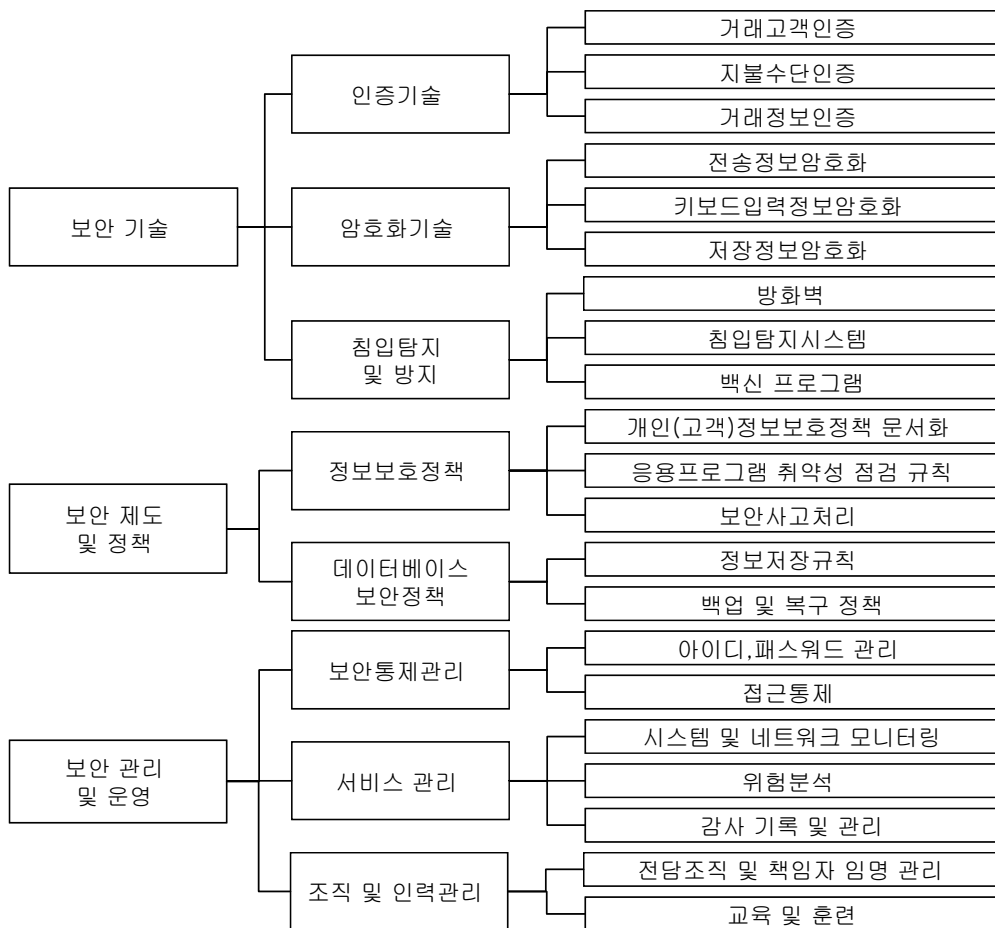 보안 기술
인증기술
거래고객인증
지불수단인증
거래정보인증
암호화기술
전송정보암호화
키보드입력정보암호화
저장정보암호화
침입탐지
및 방지
방화벽
침입탐지시스템
백신 프로그램
보안 제도
및 정책
정보보호정책
개인(고객)정보보호정책 문서화
응용프로그램 취약성 점검 규칙
보안사고처리
데이터베이스
보안정책
정보저장규칙
백업 및 복구 정책
보안 관리
및 운영
보안통제관리
아이디,패스워드 관리
접근통제
서비스 관리
시스템 및 네트워크 모니터링
위험분석
감사 기록 및 관리
조직 및 인력관리
전담조직 및 책임자 임명 관리
교육 및 훈련